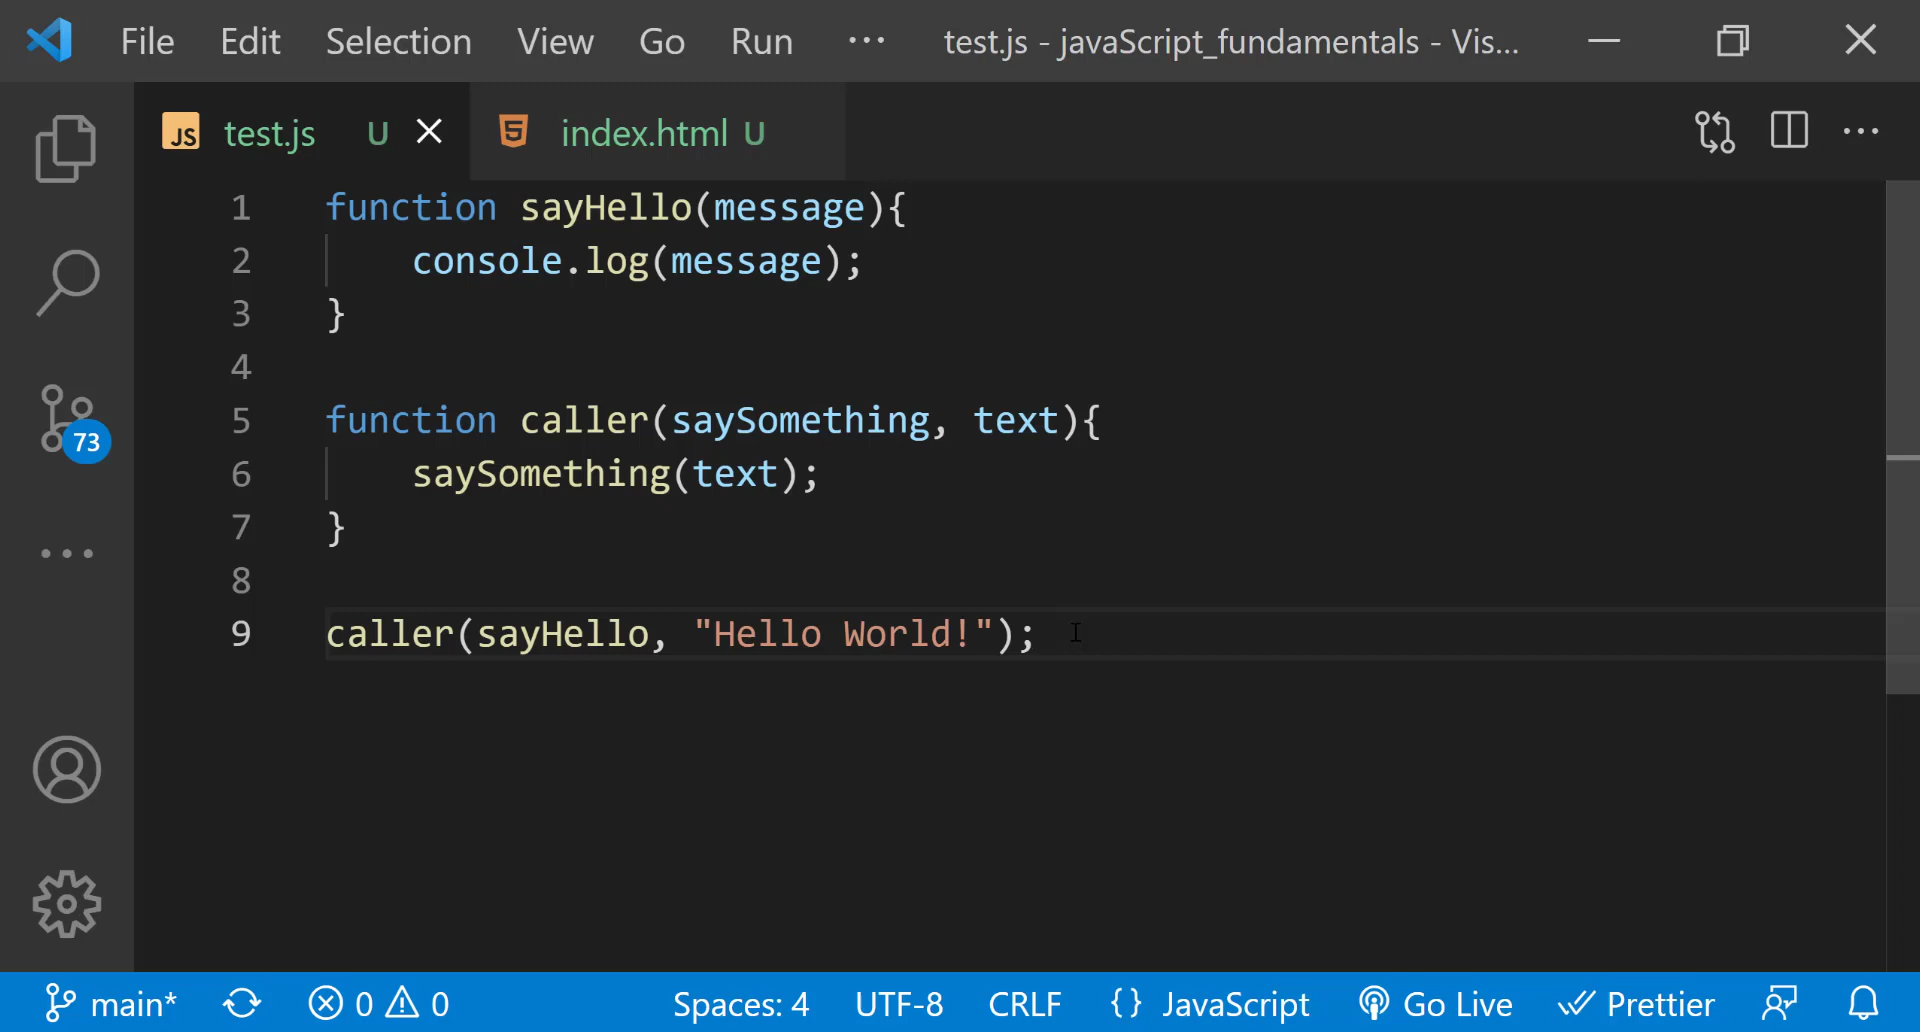 File Edit Selection View Go Run ··· test.js - javaScript_fundamentals - Vis...
JS test.js U index.html U
1 function sayHello(message){
2     console.log(message);
3 }
4
5 function caller(saySomething, text){
6     saySomething(text);
7 }
8
9 caller(sayHello, "Hello World!");
73
main* 0 0 Spaces: 4 UTF-8 CRLF {} JavaScript Go Live Prettier